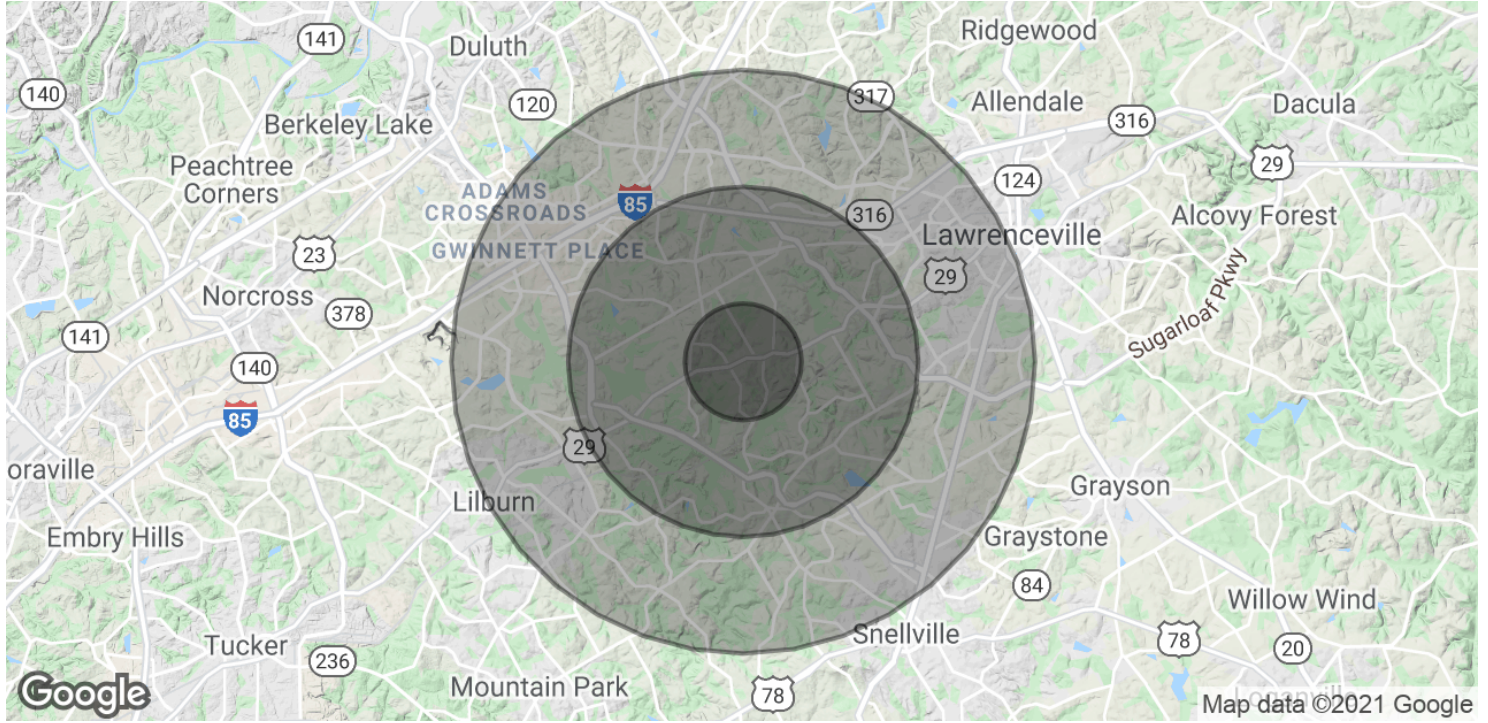 141
Duluth
Ridgewood
140
120
317
Allendale
316
Dacula
Berkeley Lake
Peachtree
Corners
29
124
ADAMS
CROSSROADS
85
316
Alcovy Forest
GWINNETT PLACE
Lawrenceville
23
29
Norcross
378
Sugarloaf Pkwy
141
140
85
29
oraville
Lilburn
Grayson
Embry Hills
Graystone
84
Willow Wind
Tucker
Snellville
78
20
236
Mountain Park
78
Google
Loganville
Map data ©2021 Google